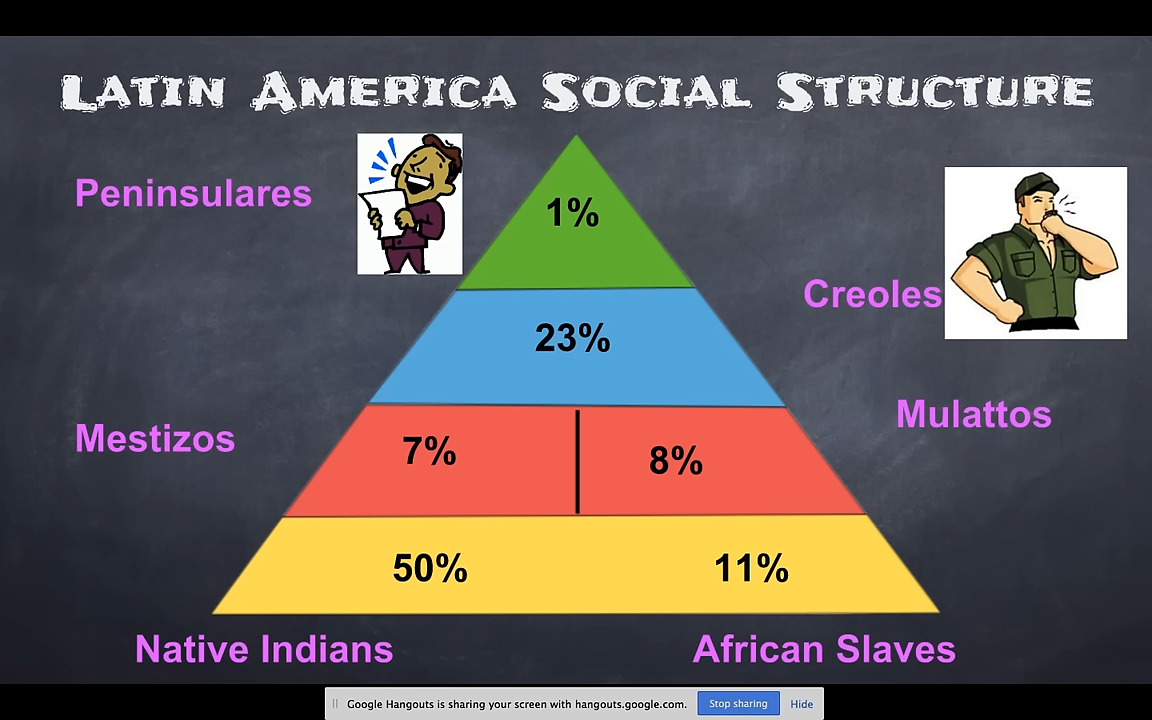 Latin America Social Structure
Peninsulares
1%
Creoles
23%
Mulattos
Mestizos
7%
8%
50%
11%
Native Indians
African Slaves
Google Hangouts is sharing your screen with hangouts.google.com.
Stop sharing
Hide